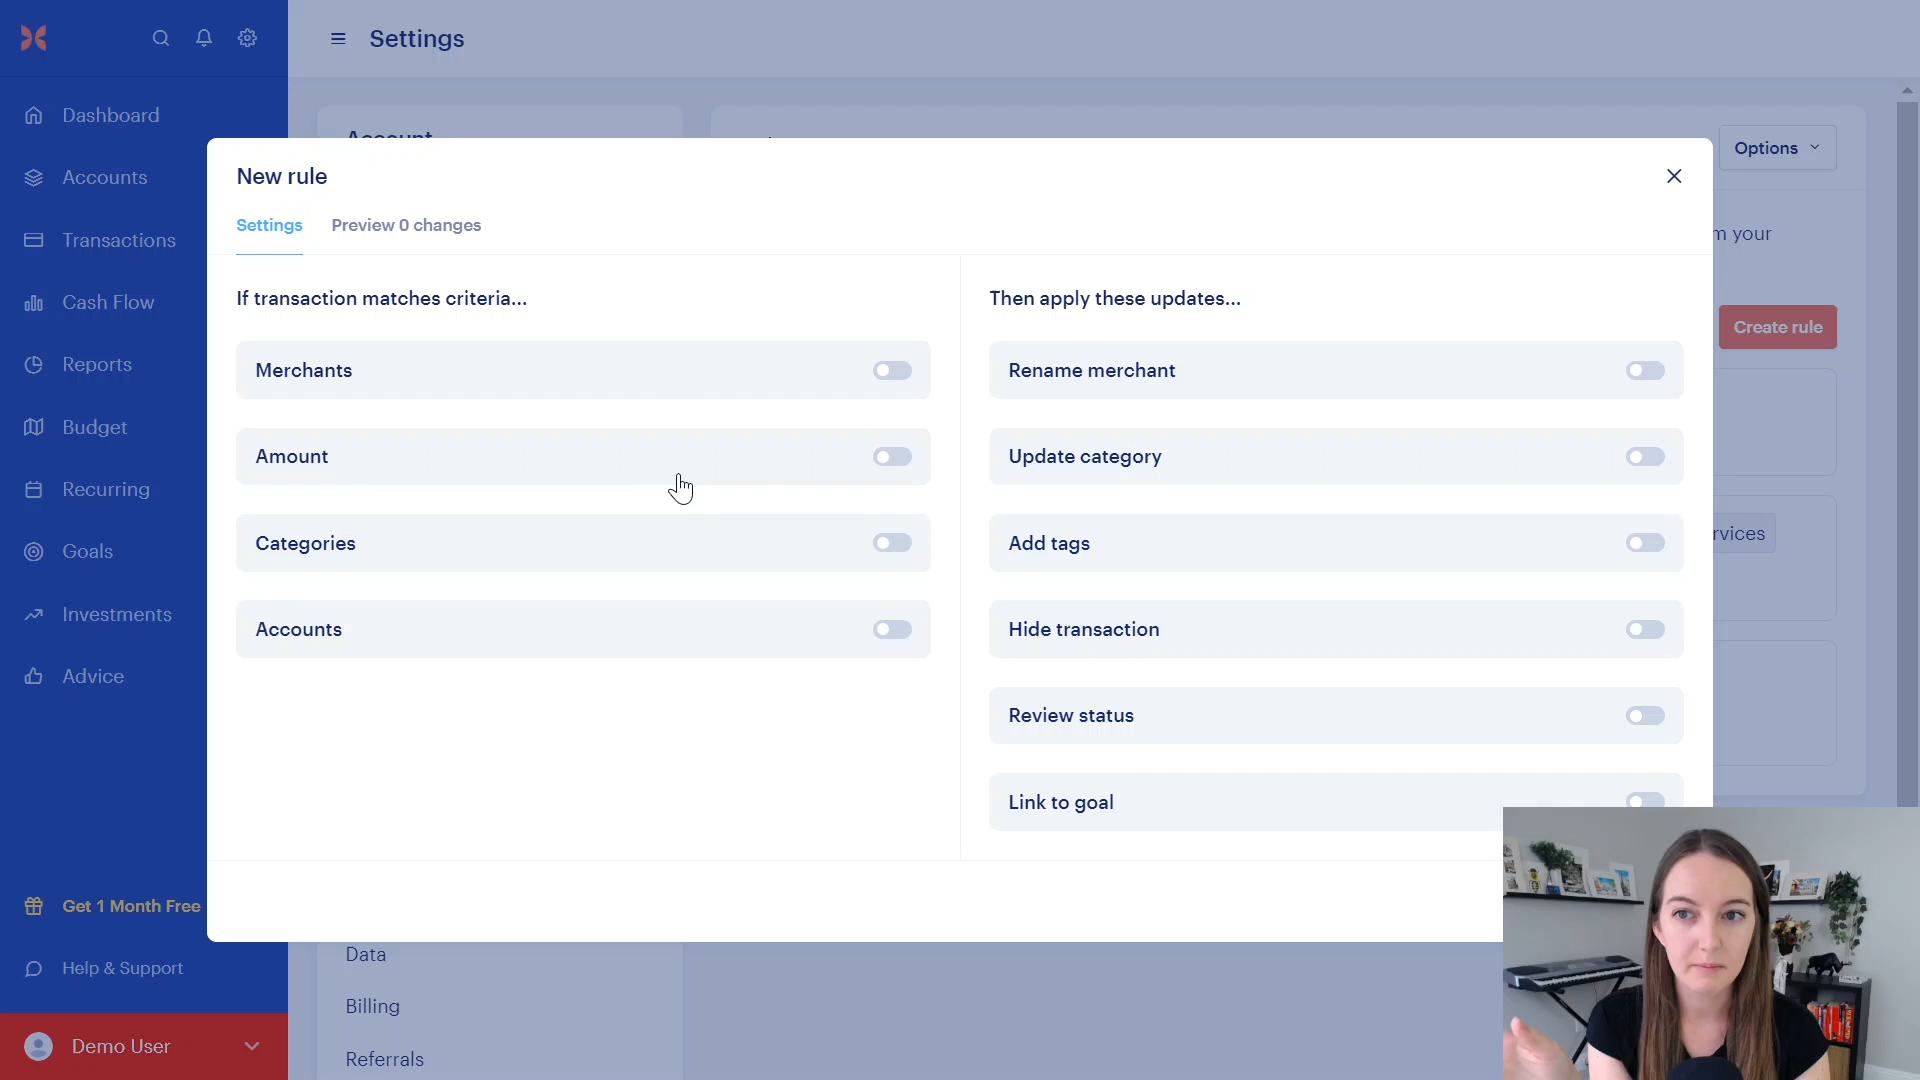 Settings
Dashboard
Accounts
Transactions
Cash Flow
Reports
Budget
Recurring
Goals
Investments
Advice
Get 1 Month Free
Help & Support
Demo User
Account
Options
m your
Create rule
rvices
New rule
Settings
Preview 0 changes
If transaction matches criteria...
Merchants
Amount
Categories
Accounts
Then apply these updates...
Rename merchant
Update category
Add tags
Hide transaction
Review status
Link to goal
Data
Billing
Referrals